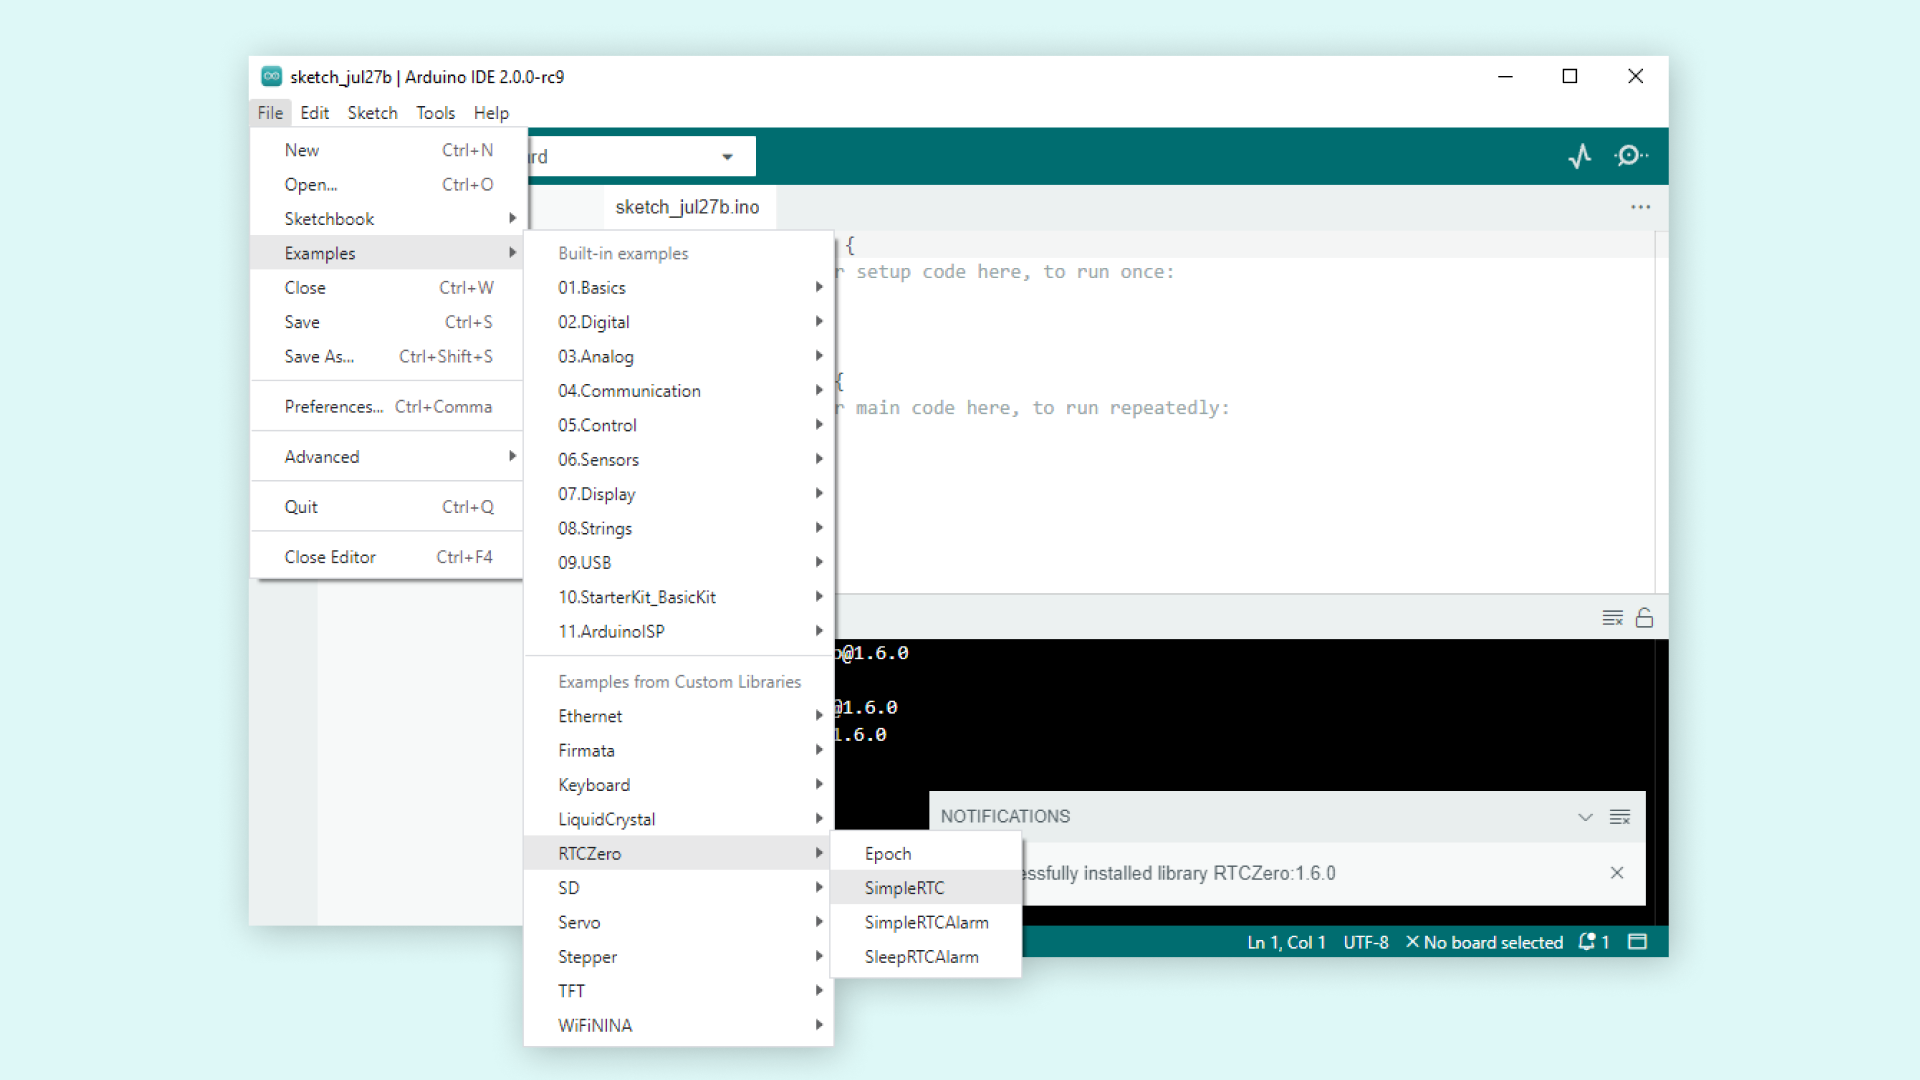 sketch_jul27b | Arduino IDE 2.0.0-rc9
File Edit Sketch Tools Help
New Ctrl+N
Open... Ctrl+O
Sketchbook
Examples
Close Ctrl+W
Save Ctrl+S
Save As... Ctrl+Shift+S
Preferences... Ctrl+Comma
Advanced
Quit Ctrl+Q
Close Editor Ctrl+F4
Built-in examples
01.Basics
02.Digital
03.Analog
04.Communication
05.Control
06.Sensors
07.Display
08.Strings
09.USB
10.StarterKit_BasicKit
11.ArduinoISP
Examples from Custom Libraries
Ethernet
Firmata
Keyboard
LiquidCrystal
RTCZero
SD
Servo
Stepper
TFT
WiFiNINA
Epoch
SimpleRTC
SimpleRTCAlarm
SleepRTCAlarm
rd
sketch_jul27b.ino
{
r setup code here, to run once:
{
r main code here, to run repeatedly:
@1.6.0
@1.6.0
1.6.0
NOTIFICATIONS
essfully installed library RTCZero:1.6.0
Ln 1, Col 1 UTF-8 No board selected 1